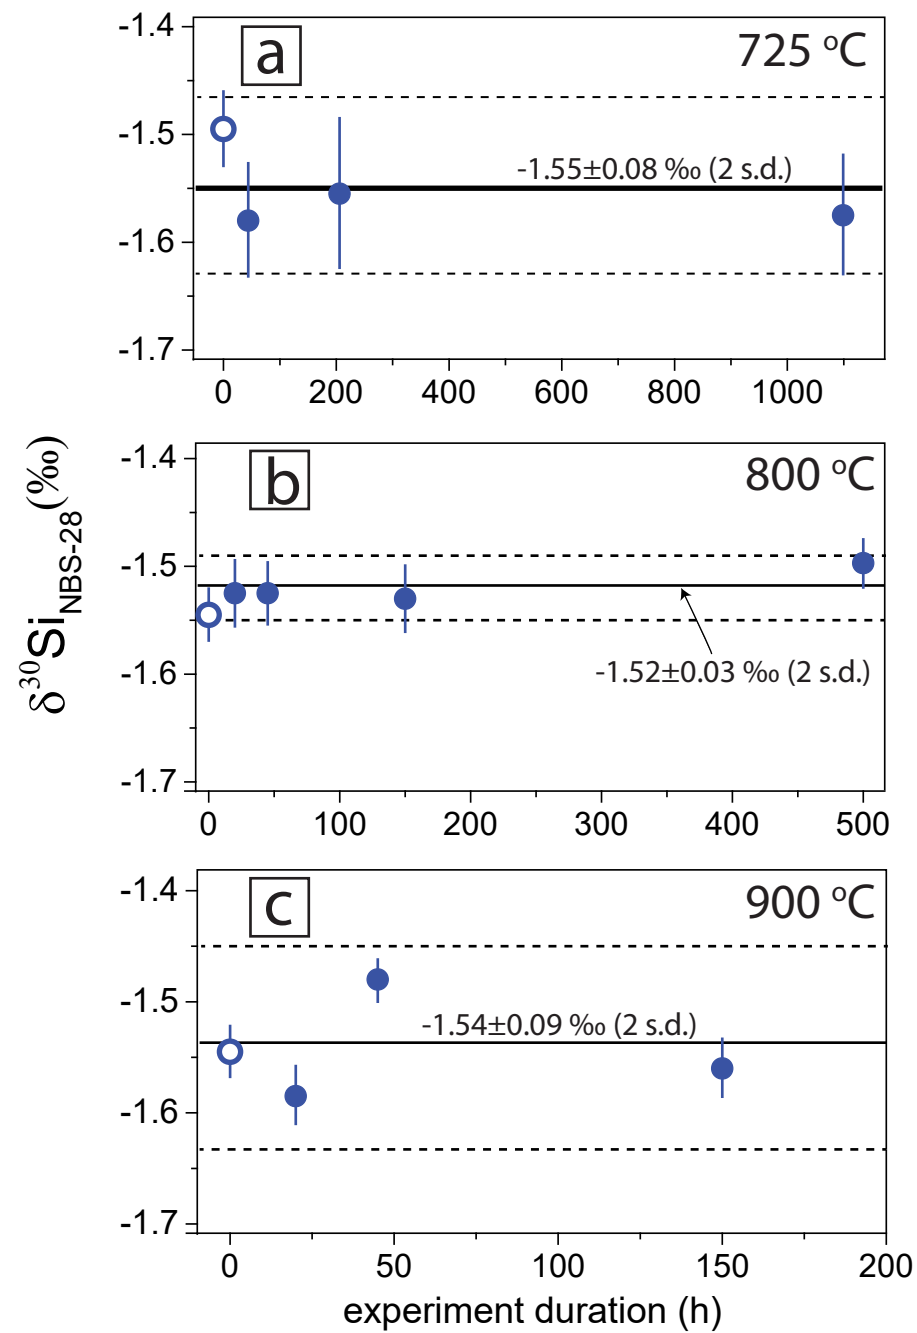 a
725 °C
-1.4
-1.5
-1.6
-1.7
-1.55±0.08 ‰ (2 s.d.)
0 200 400 600 800 1000
δ³⁰Si_NBS-28 (‰)
b
800 °C
-1.4
-1.5
-1.6
-1.7
-1.52±0.03 ‰ (2 s.d.)
0 100 200 300 400 500
c
900 °C
-1.4
-1.5
-1.6
-1.7
-1.54±0.09 ‰ (2 s.d.)
0 50 100 150 200
experiment duration (h)